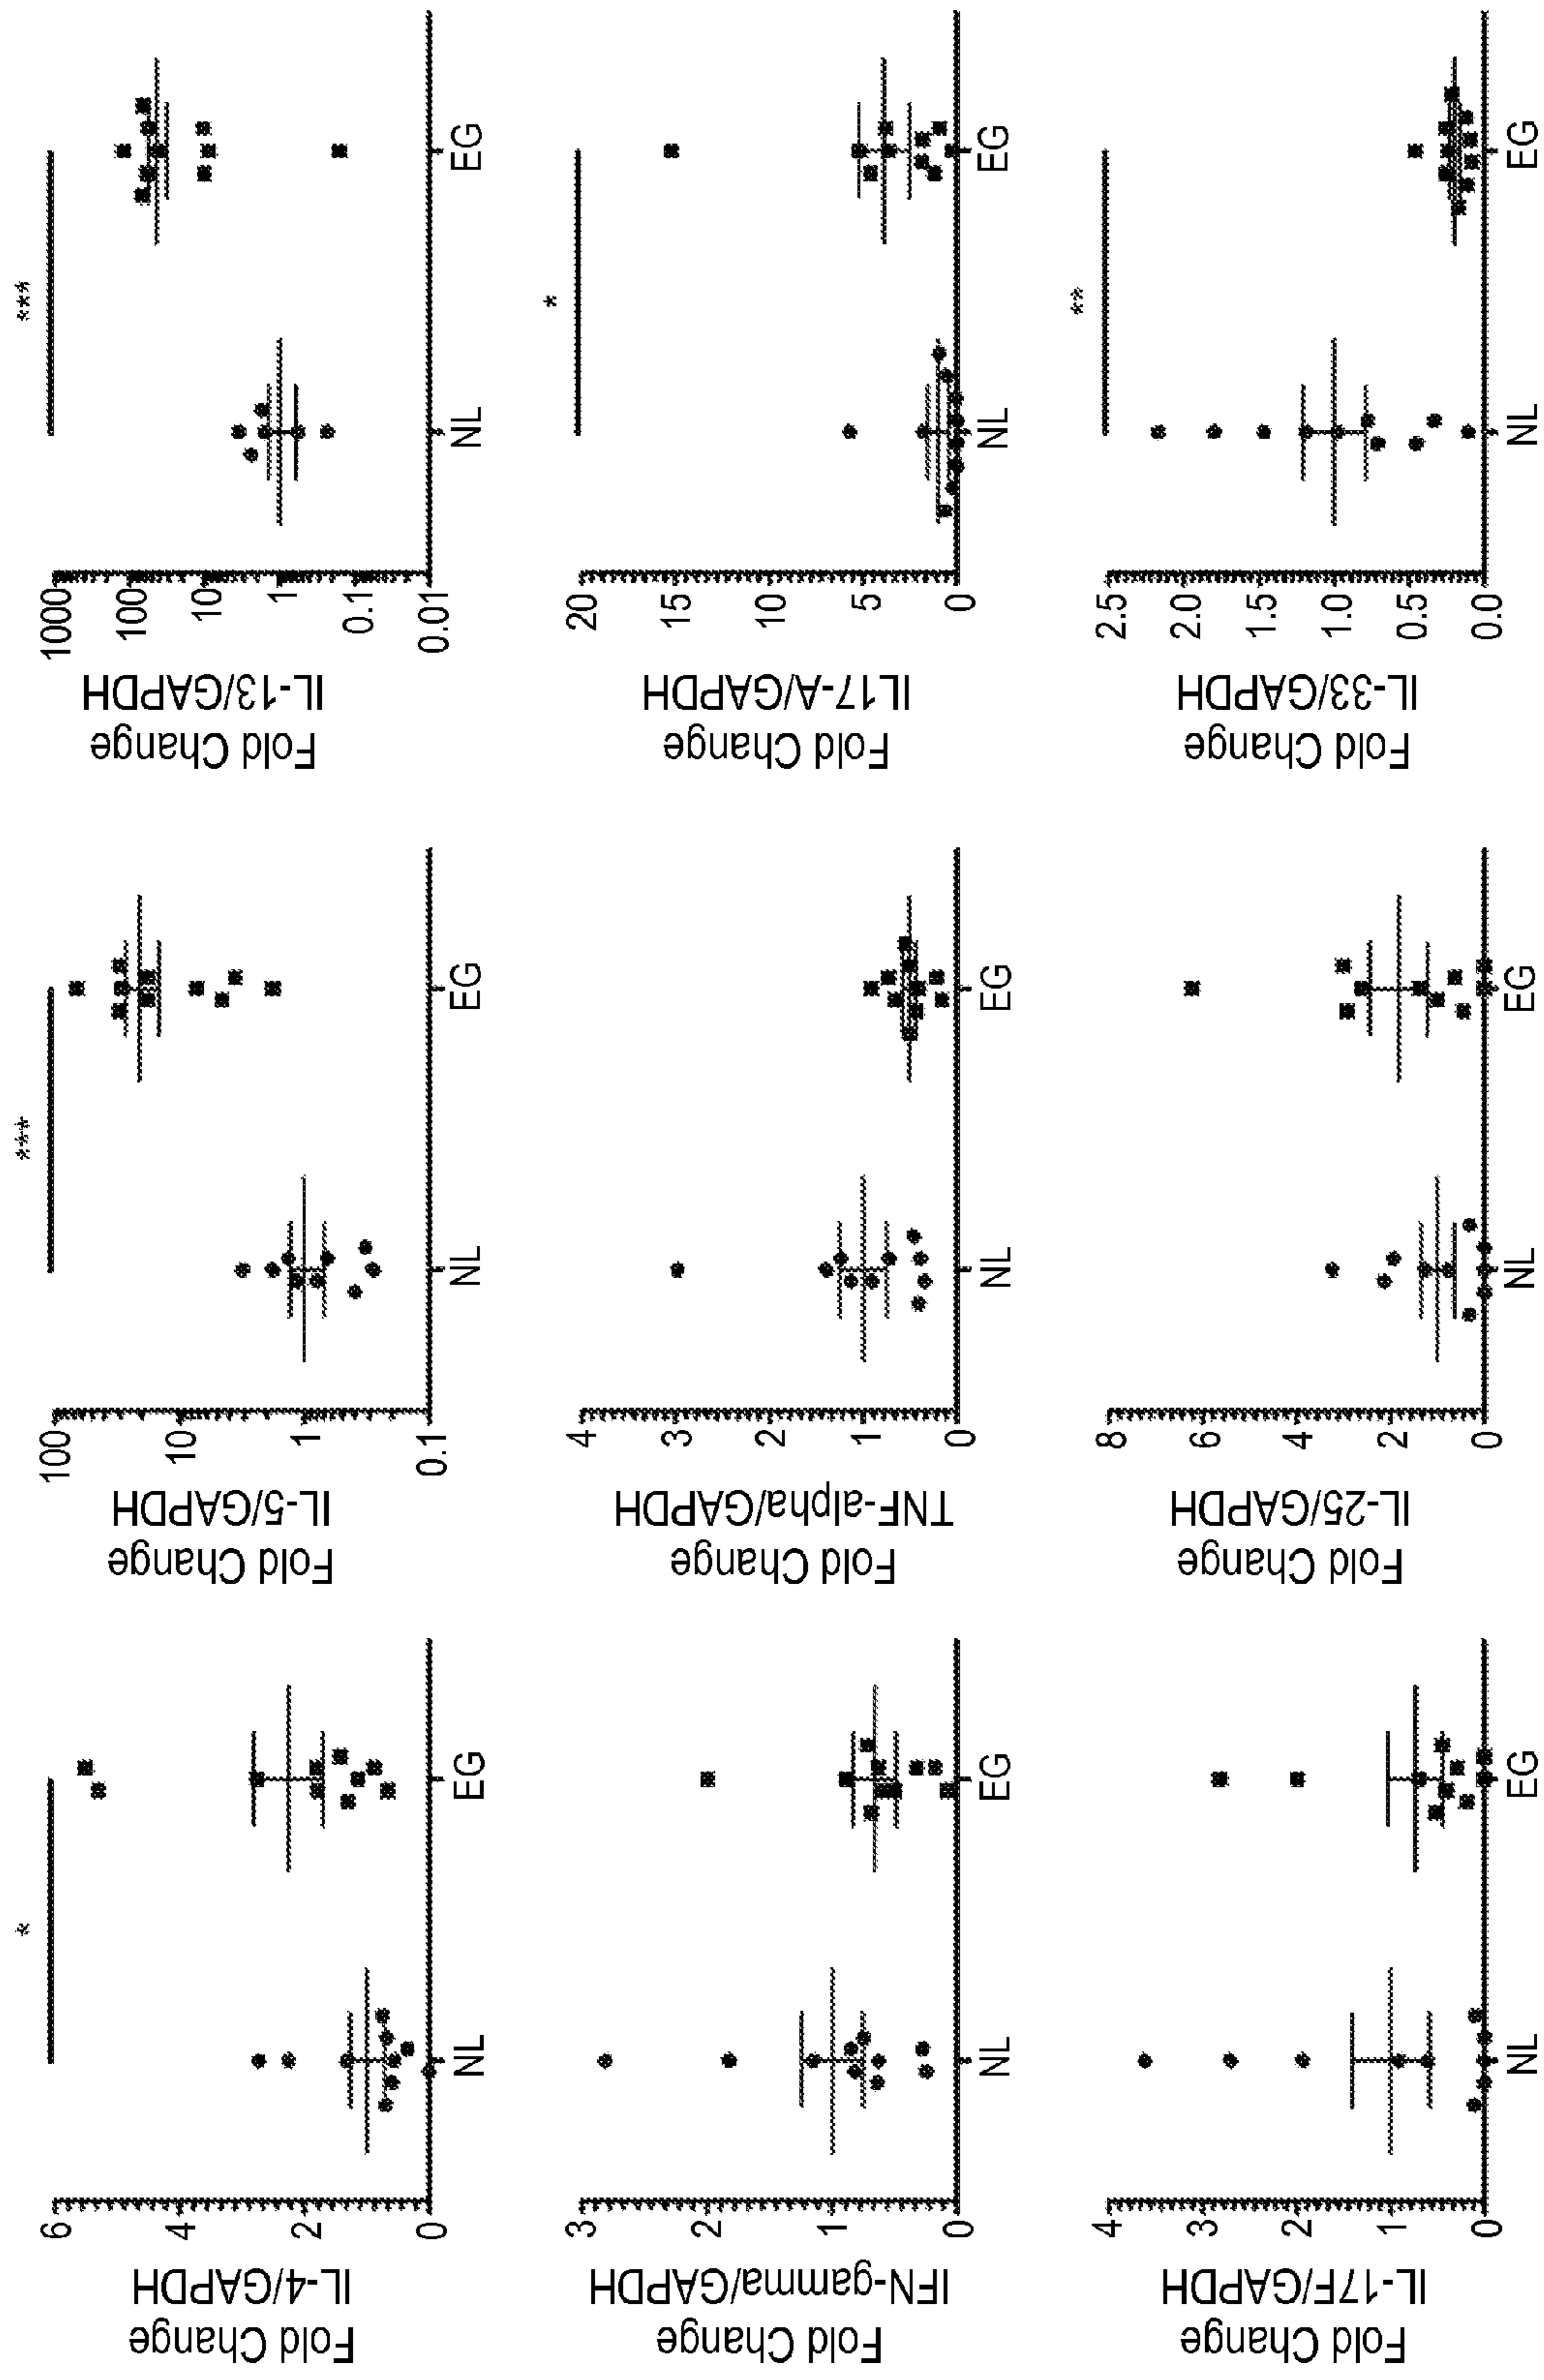 Fold Change
IL-4/GAPDH
6
4
2
0
*
NL
EG
Fold Change
IL-5/GAPDH
100
10
1
0.1
***
NL
EG
Fold Change
IL-13/GAPDH
1000
100
10
1
0.1
0.01
***
NL
EG
Fold Change
IFN-gamma/GAPDH
3
2
1
0
NL
EG
Fold Change
TNF-alpha/GAPDH
4
3
2
1
0
NL
EG
Fold Change
IL17-A/GAPDH
20
15
10
5
0
*
NL
EG
Fold Change
IL-17F/GAPDH
4
3
2
1
0
NL
EG
Fold Change
IL-25/GAPDH
8
6
4
2
0
NL
EG
Fold Change
IL-33/GAPDH
2.5
2.0
1.5
1.0
0.5
0.0
**
NL
EG